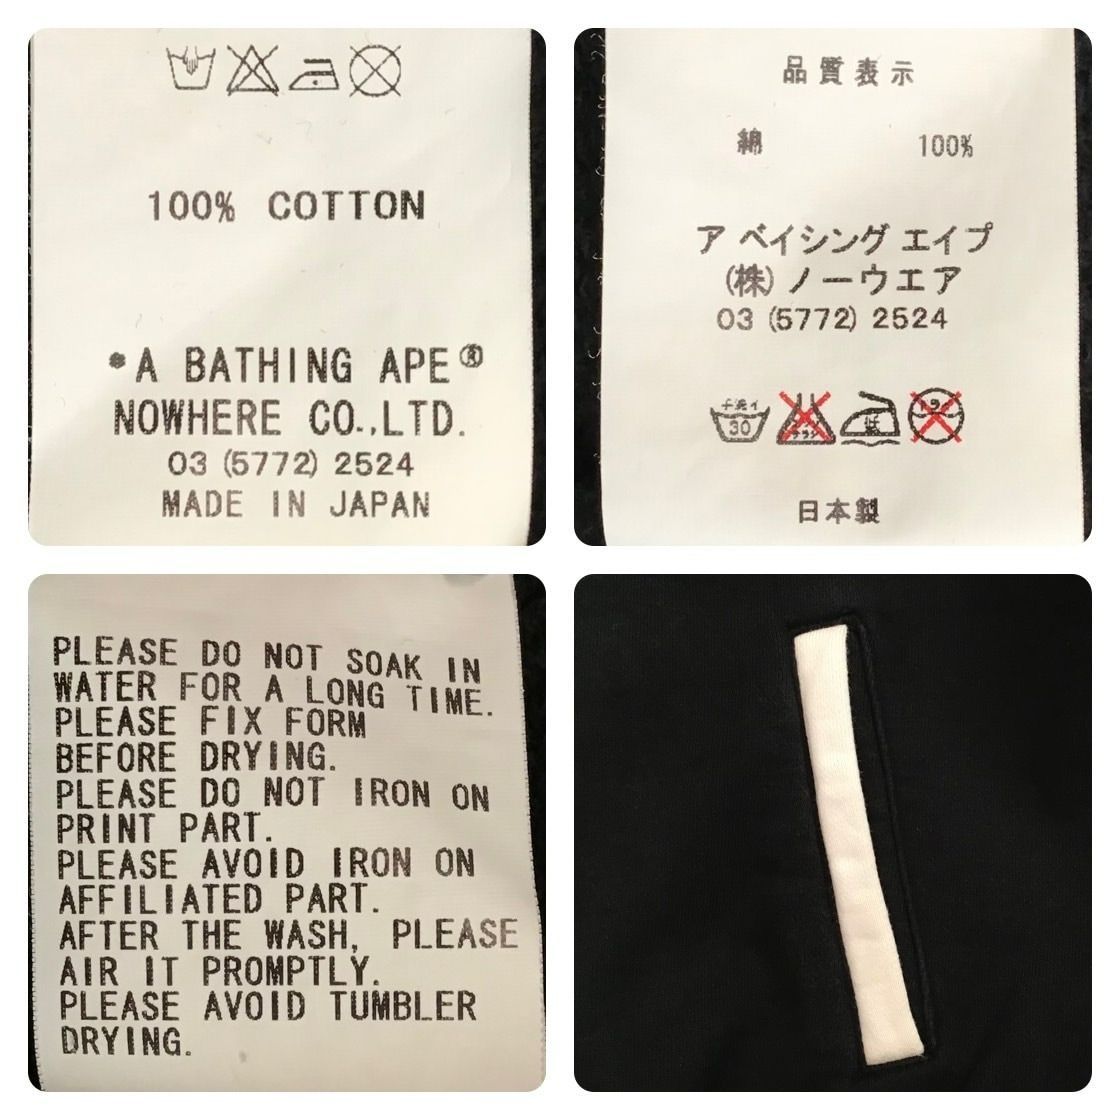 100% COTTON
*A BATHING APE®
NOWHERE CO.,LTD.
03 (5772) 2524
MADE IN JAPAN
品質表示
綿 100%
ア ベイシング エイプ
(株) ノーウエア
03 (5772) 2524
手洗イ
30
低
日本製
PLEASE DO NOT SOAK IN
WATER FOR A LONG TIME.
PLEASE FIX FORM
BEFORE DRYING.
PLEASE DO NOT IRON ON
PRINT PART.
PLEASE AVOID IRON ON
AFFILIATED PART.
AFTER THE WASH, PLEASE
AIR IT PROMPTLY.
PLEASE AVOID TUMBLER
DRYING.